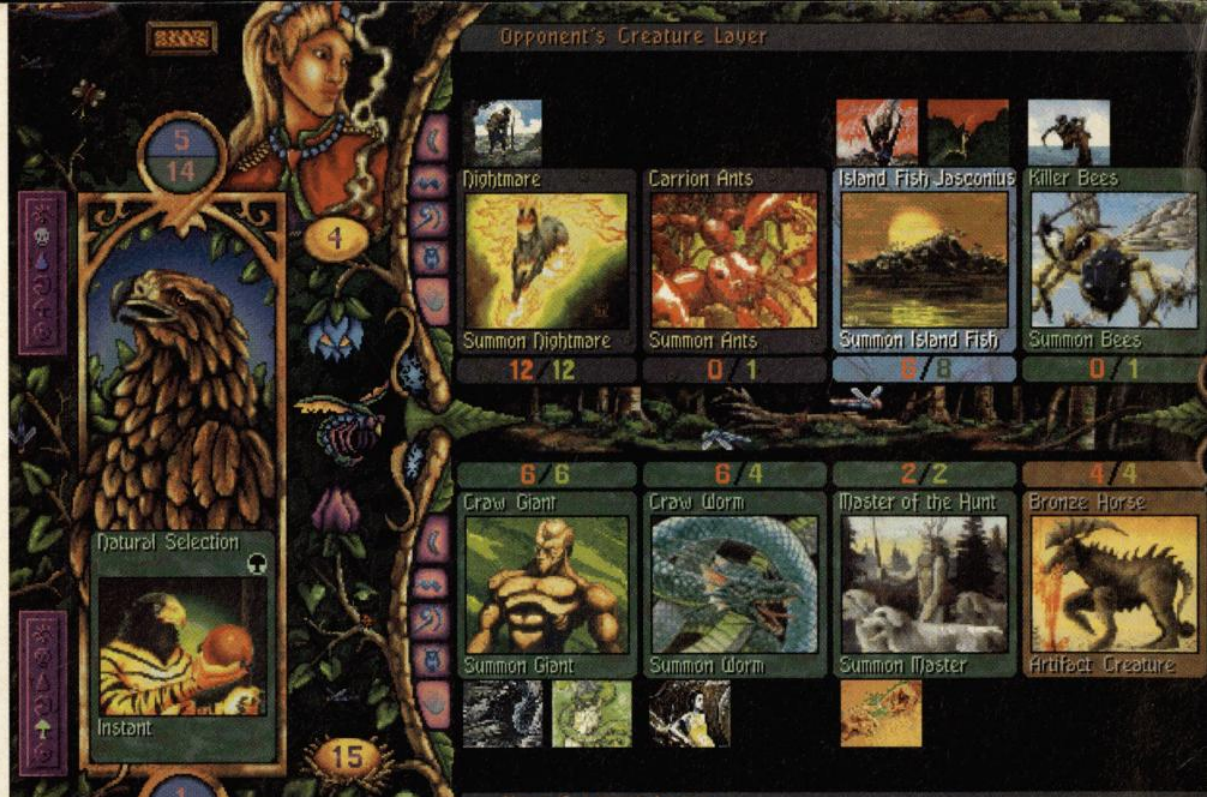 Opponent's Creature Layer
5
14
4
Nightmare
Carrion Ants
Island Fish Jasconius
Killer Bees
Summon Nightmare
Summon Ants
Summon Island Fish
Summon Bees
12/12
0/1
6/8
0/1
6/6
6/4
2/2
4/4
Craw Giant
Craw Worm
Master of the Hunt
Bronze Horse
Natural Selection
Summon Giant
Summon Worm
Summon Master
Artifact Creature
Instant
15
1